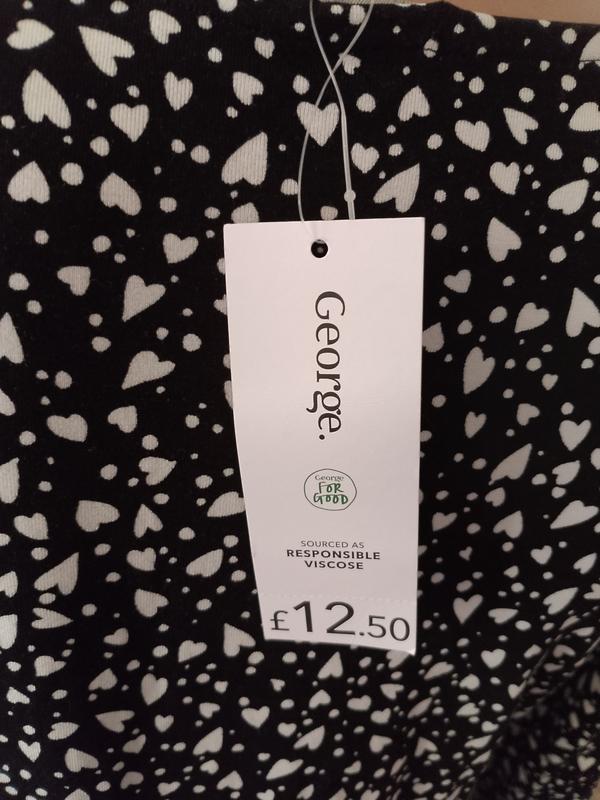 George.
George
FOR
GOOD
SOURCED AS
RESPONSIBLE
VISCOSE
£12.50